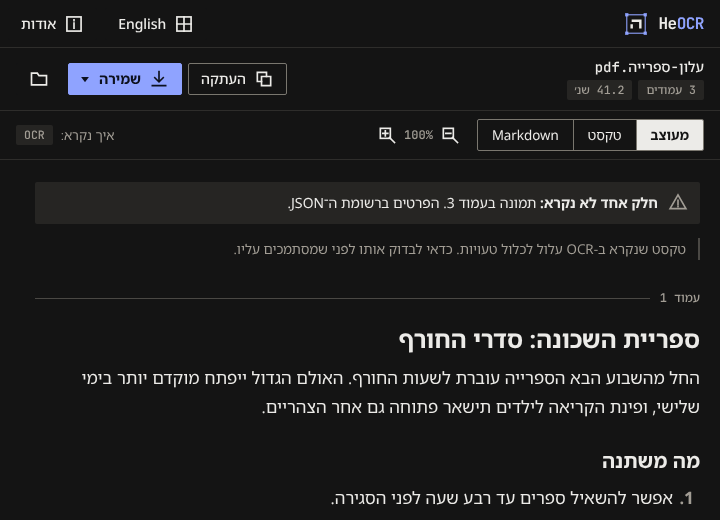 HeOCR
English
אודות
עלון-ספרייה.pdf
3 עמודים
41.2 שני׳
העתקה
שמירה
מעוצב
טקסט
Markdown
100%
איך נקרא: OCR
חלק אחד לא נקרא: תמונה בעמוד 3. הפרטים ברשומת ה־JSON.
טקסט שנקרא ב-OCR עלול לכלול טעויות. כדאי לבדוק אותו לפני שמסתמכים עליו.
עמוד 1
ספריית השכונה: סדרי החורף
החל מהשבוע הבא הספרייה עוברת לשעות החורף. האולם הגדול ייפתח מוקדם יותר בימי
שלישי, ופינת הקריאה לילדים תישאר פתוחה גם אחר הצהריים.
מה משתנה
1. אפשר להשאיל ספרים עד רבע שעה לפני הסגירה.